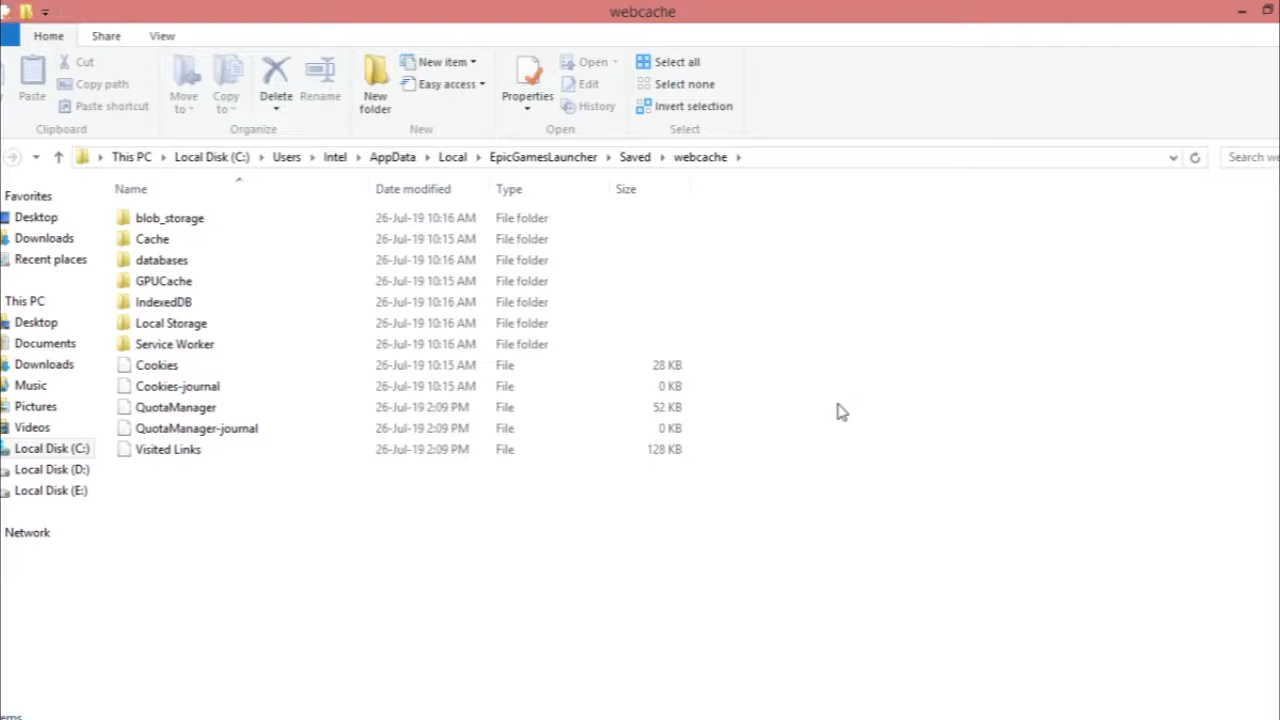 webcache
Home Share View
Cut
Copy path
Paste shortcut
Paste
Clipboard
Move to
Copy to
Delete
Rename
Organize
New folder
New item
Easy access
New
Properties
Open
Edit
History
Open
Select all
Select none
Invert selection
Select
This PC Local Disk (C:) Users Intel AppData Local EpicGamesLauncher Saved webcache
Search we
Name Date modified Type Size
Favorites
Desktop
Downloads
Recent places
This PC
Desktop
Documents
Downloads
Music
Pictures
Videos
Local Disk (C:)
Local Disk (D:)
Local Disk (E:)
Network
blob_storage 26-Jul-19 10:16 AM File folder
Cache 26-Jul-19 10:15 AM File folder
databases 26-Jul-19 10:16 AM File folder
GPUCache 26-Jul-19 10:15 AM File folder
IndexedDB 26-Jul-19 10:16 AM File folder
Local Storage 26-Jul-19 10:16 AM File folder
Service Worker 26-Jul-19 10:16 AM File folder
Cookies 26-Jul-19 10:15 AM File 28 KB
Cookies-journal 26-Jul-19 10:15 AM File 0 KB
QuotaManager 26-Jul-19 2:09 PM File 52 KB
QuotaManager-journal 26-Jul-19 2:09 PM File 0 KB
Visited Links 26-Jul-19 2:09 PM File 128 KB